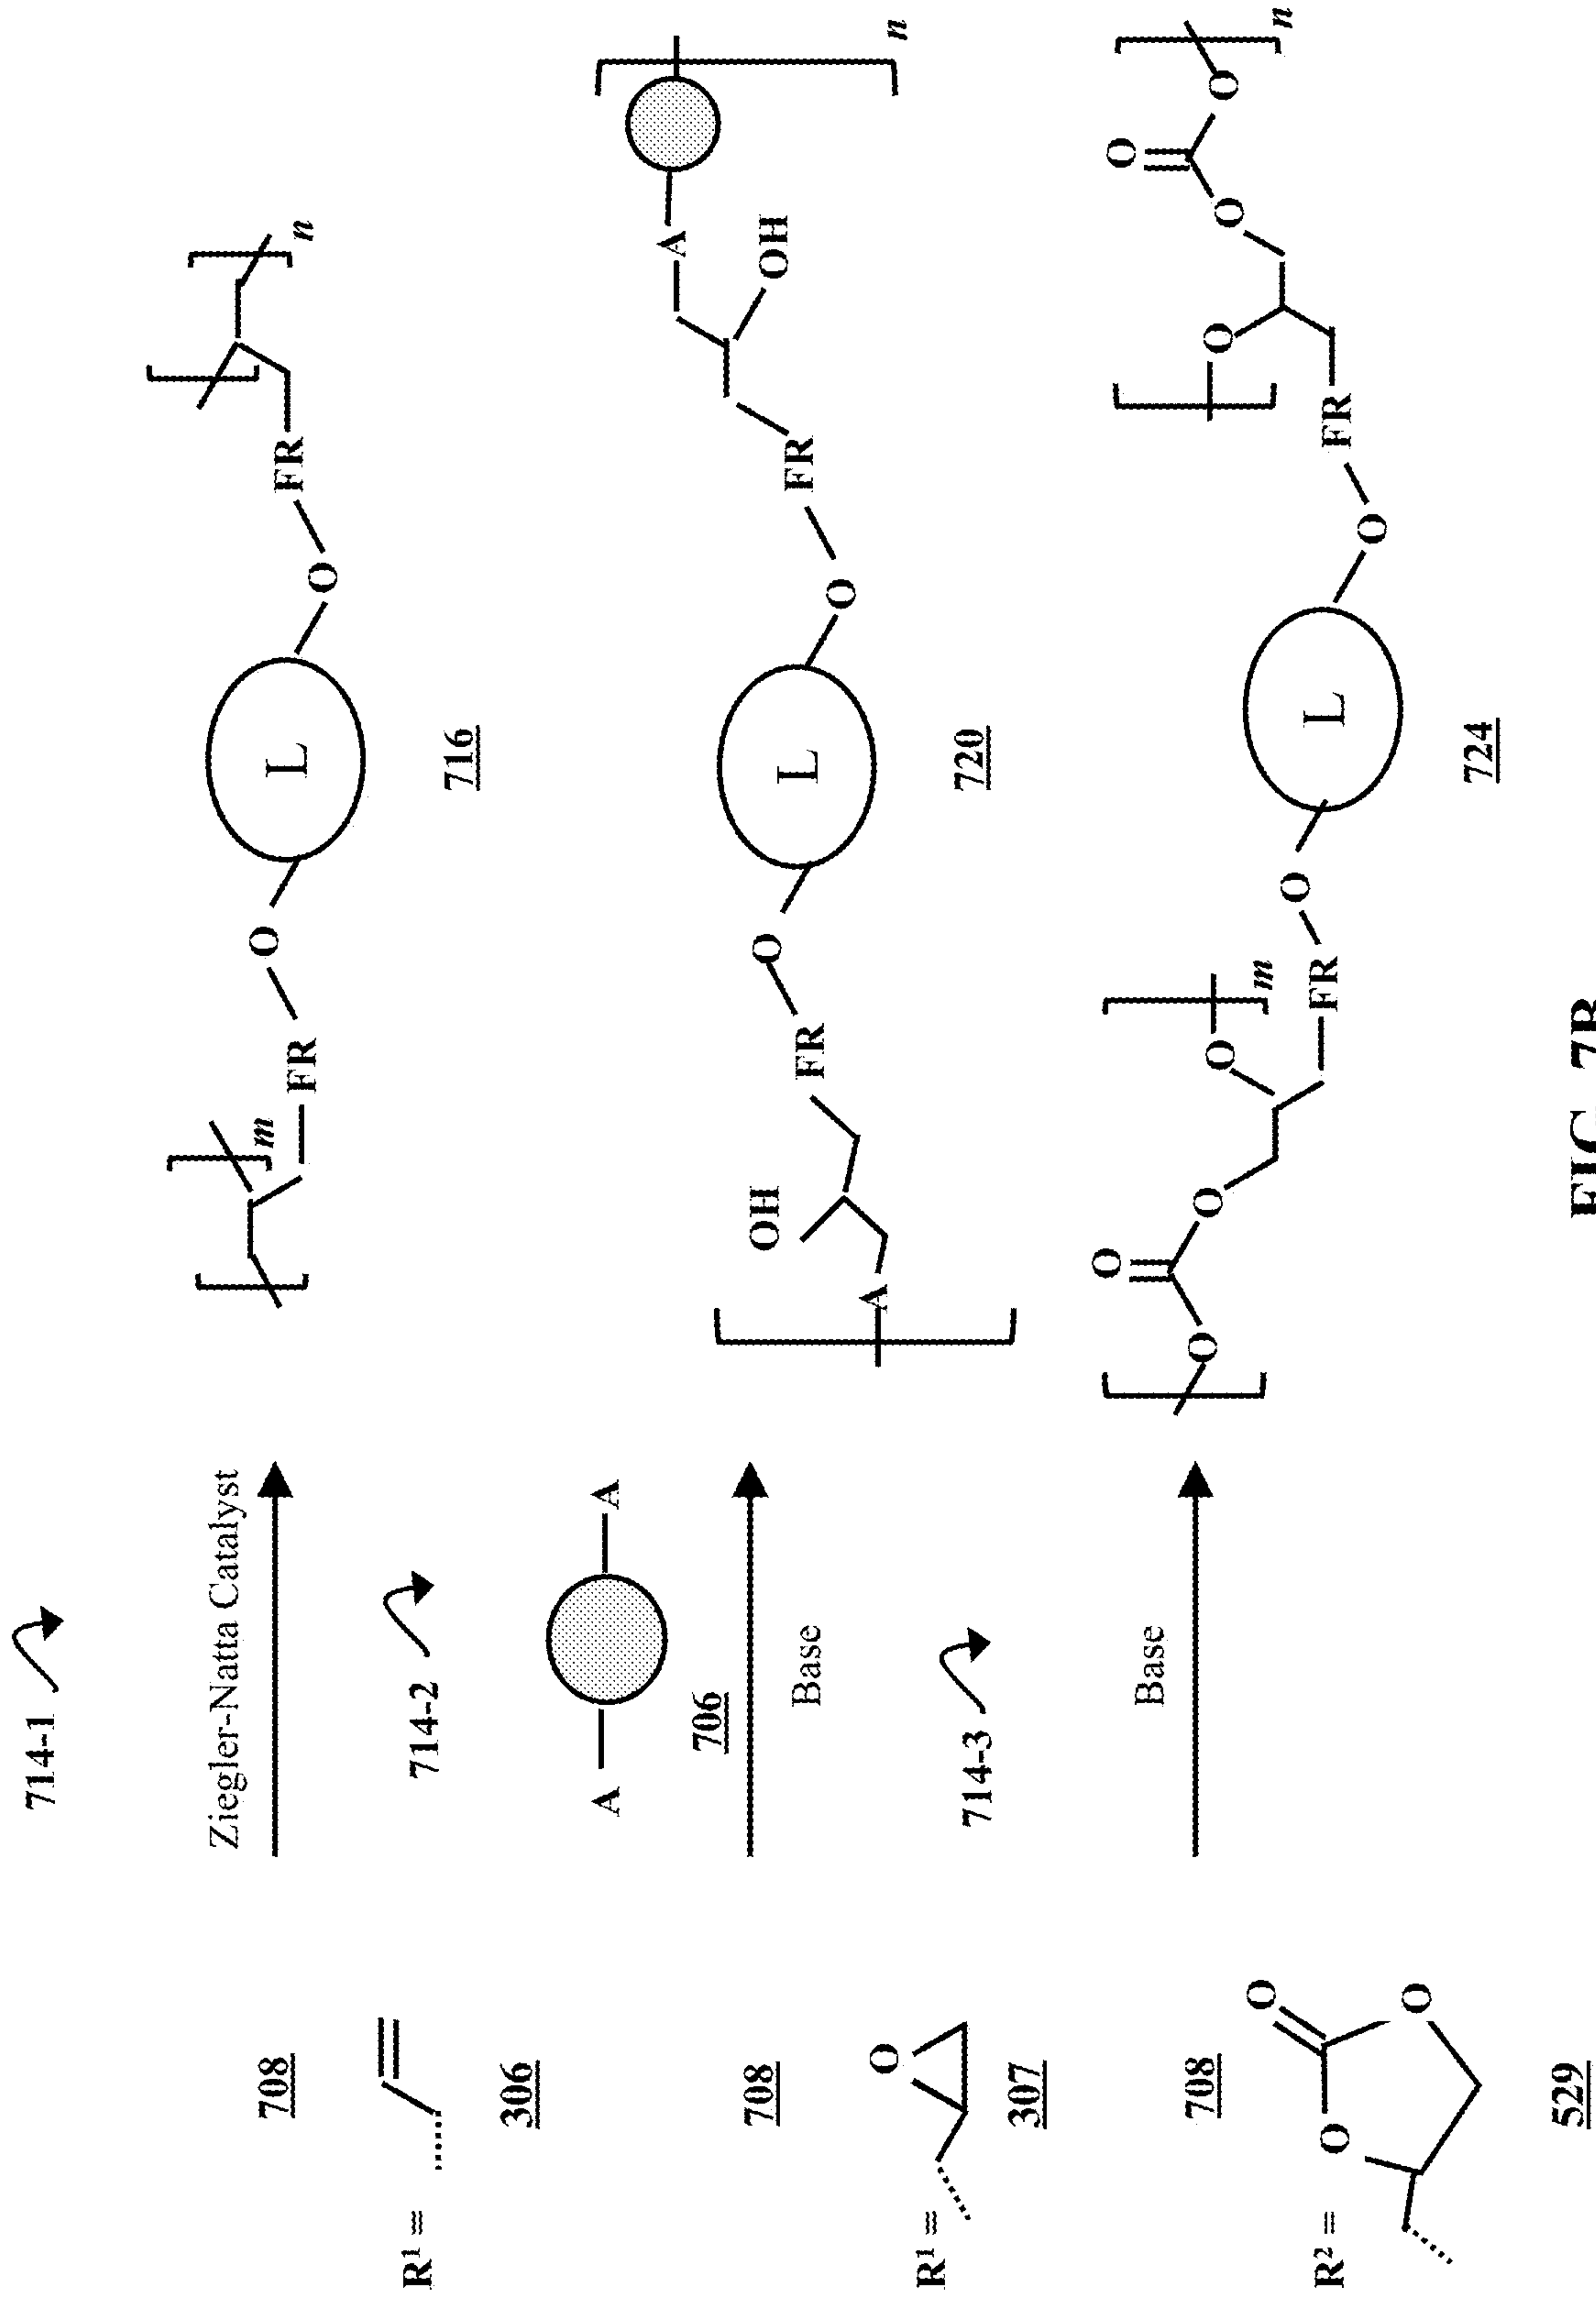 714-1
708
R¹ =
306
Ziegler-Natta Catalyst
m
FR
O
L
O
FR
n
716
714-2
708
R¹ =
O
307
A
A
706
Base
A
OH
FR
O
L
O
FR
OH
A
n
720
714-3
708
R² =
O
O
O
529
Base
O
O
O
O
m
FR
O
L
O
FR
O
O
O
O
n
724
FIG. 7B